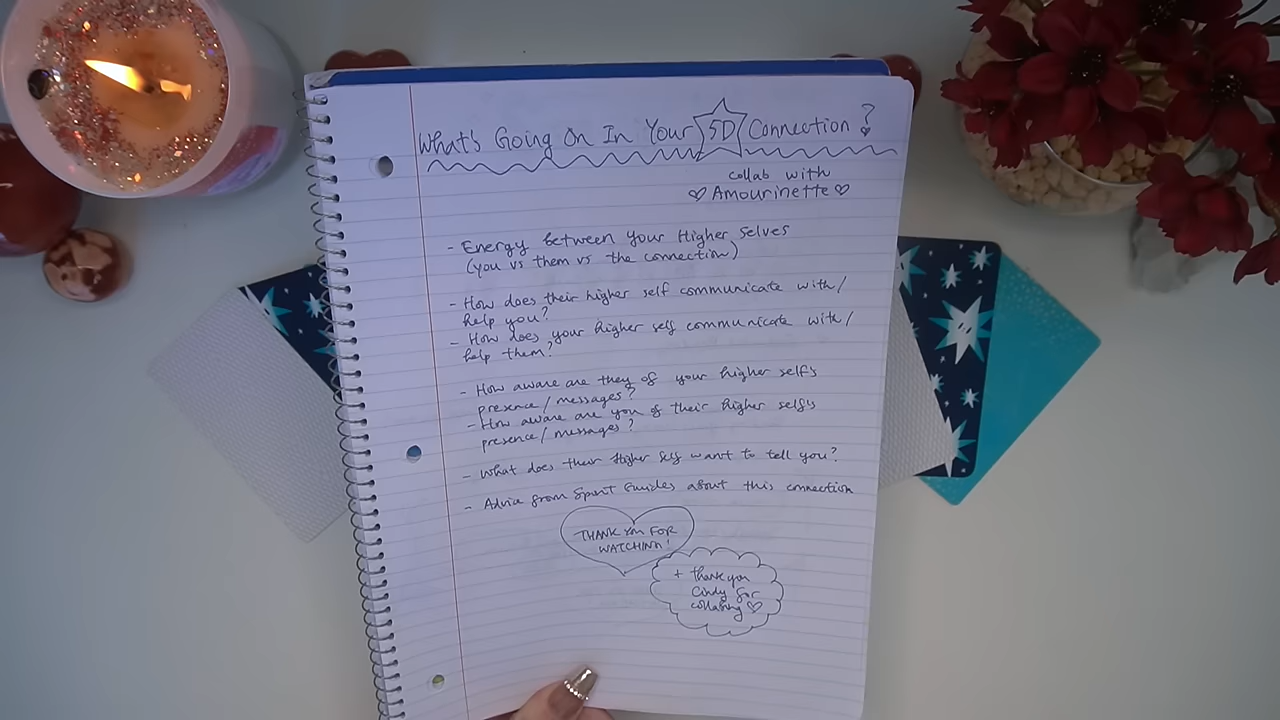 What's Going On In Your 5D Connection?
collab with
♡ Amourinette ♡
- Energy between your Higher selves
(you vs them vs the connection)
- How does their higher self communicate with/
help you?
- How does your higher self communicate with/
help them?
- How aware are they of your higher self's
presence/messages?
- How aware are you of their higher self's
presence/messages?
- What does their Higher Self want to tell you?
- Advice from Spirit Guides about this connection
THANK YOU FOR
WATCHING!
+ thank you
Cindy for
collabing ♡